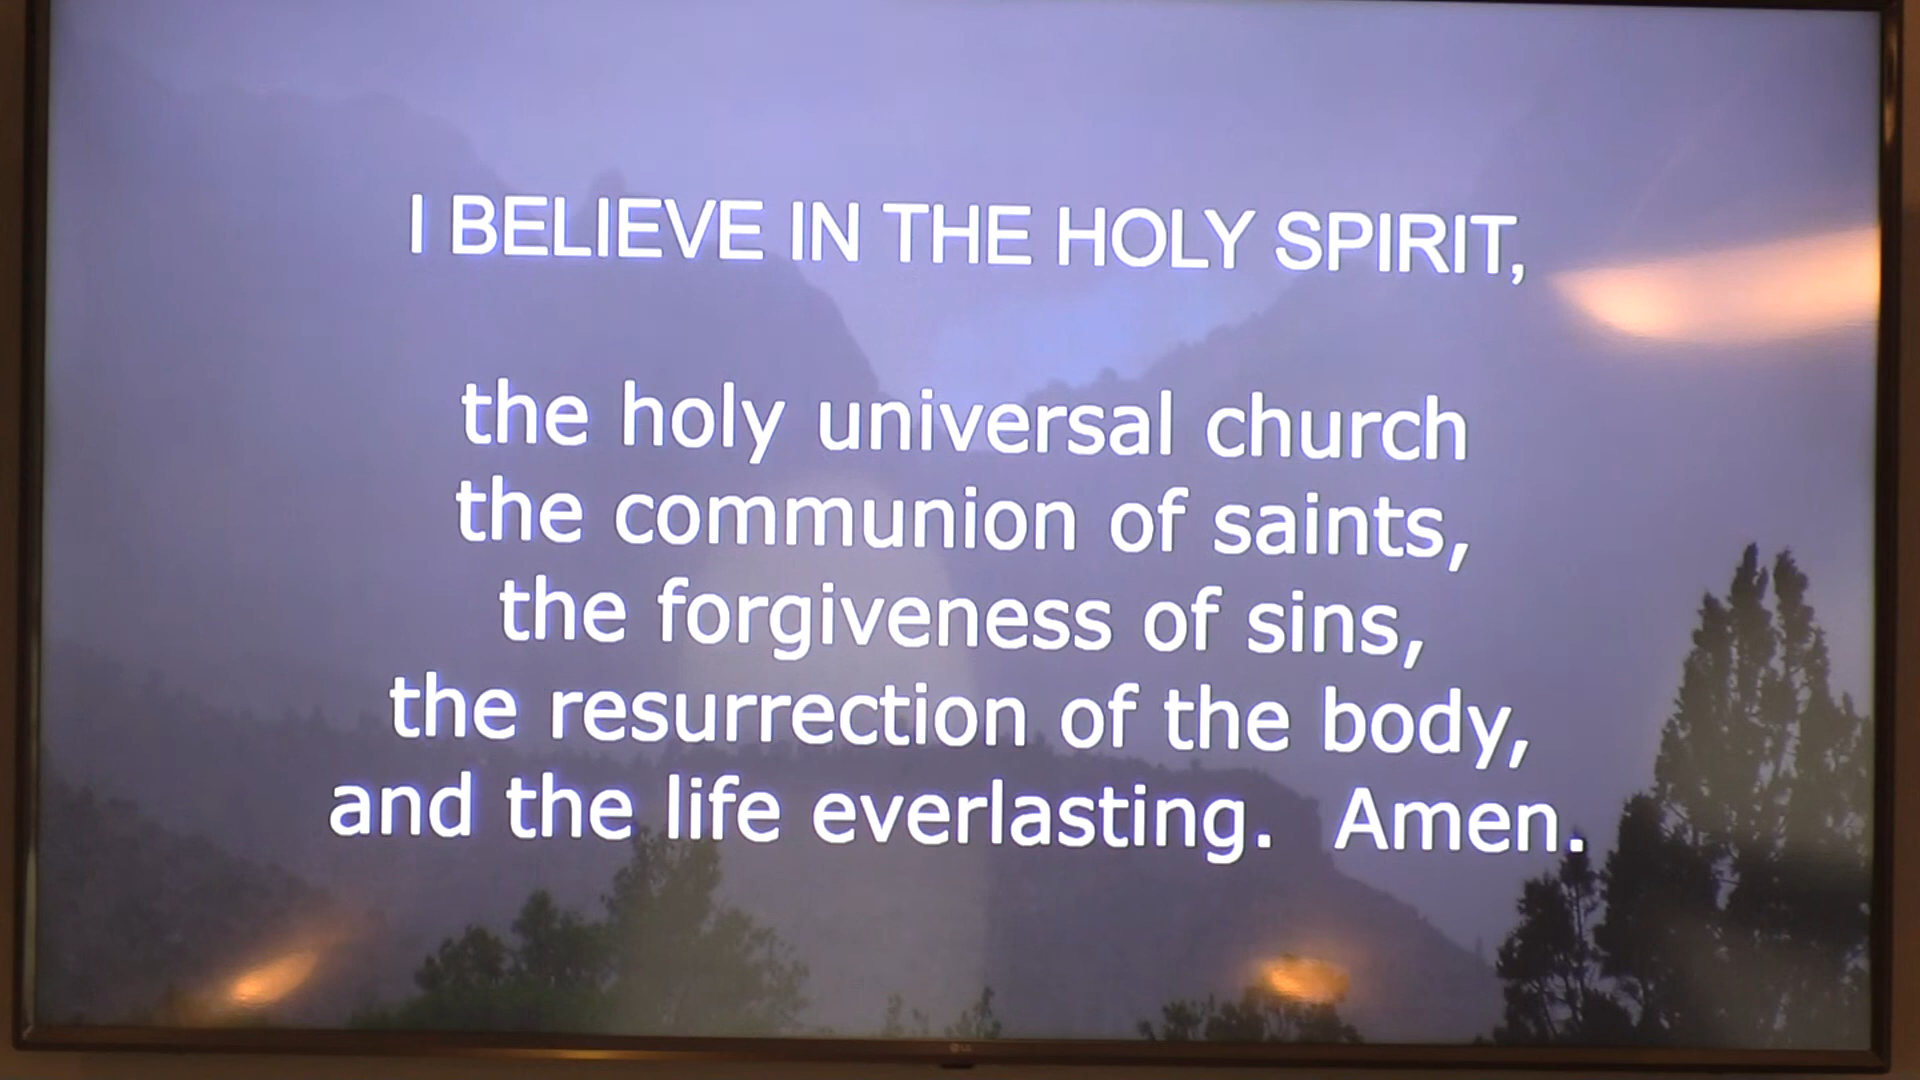 I BELIEVE IN THE HOLY SPIRIT,
the holy universal church
the communion of saints,
the forgiveness of sins,
the resurrection of the body,
and the life everlasting. Amen.
LG